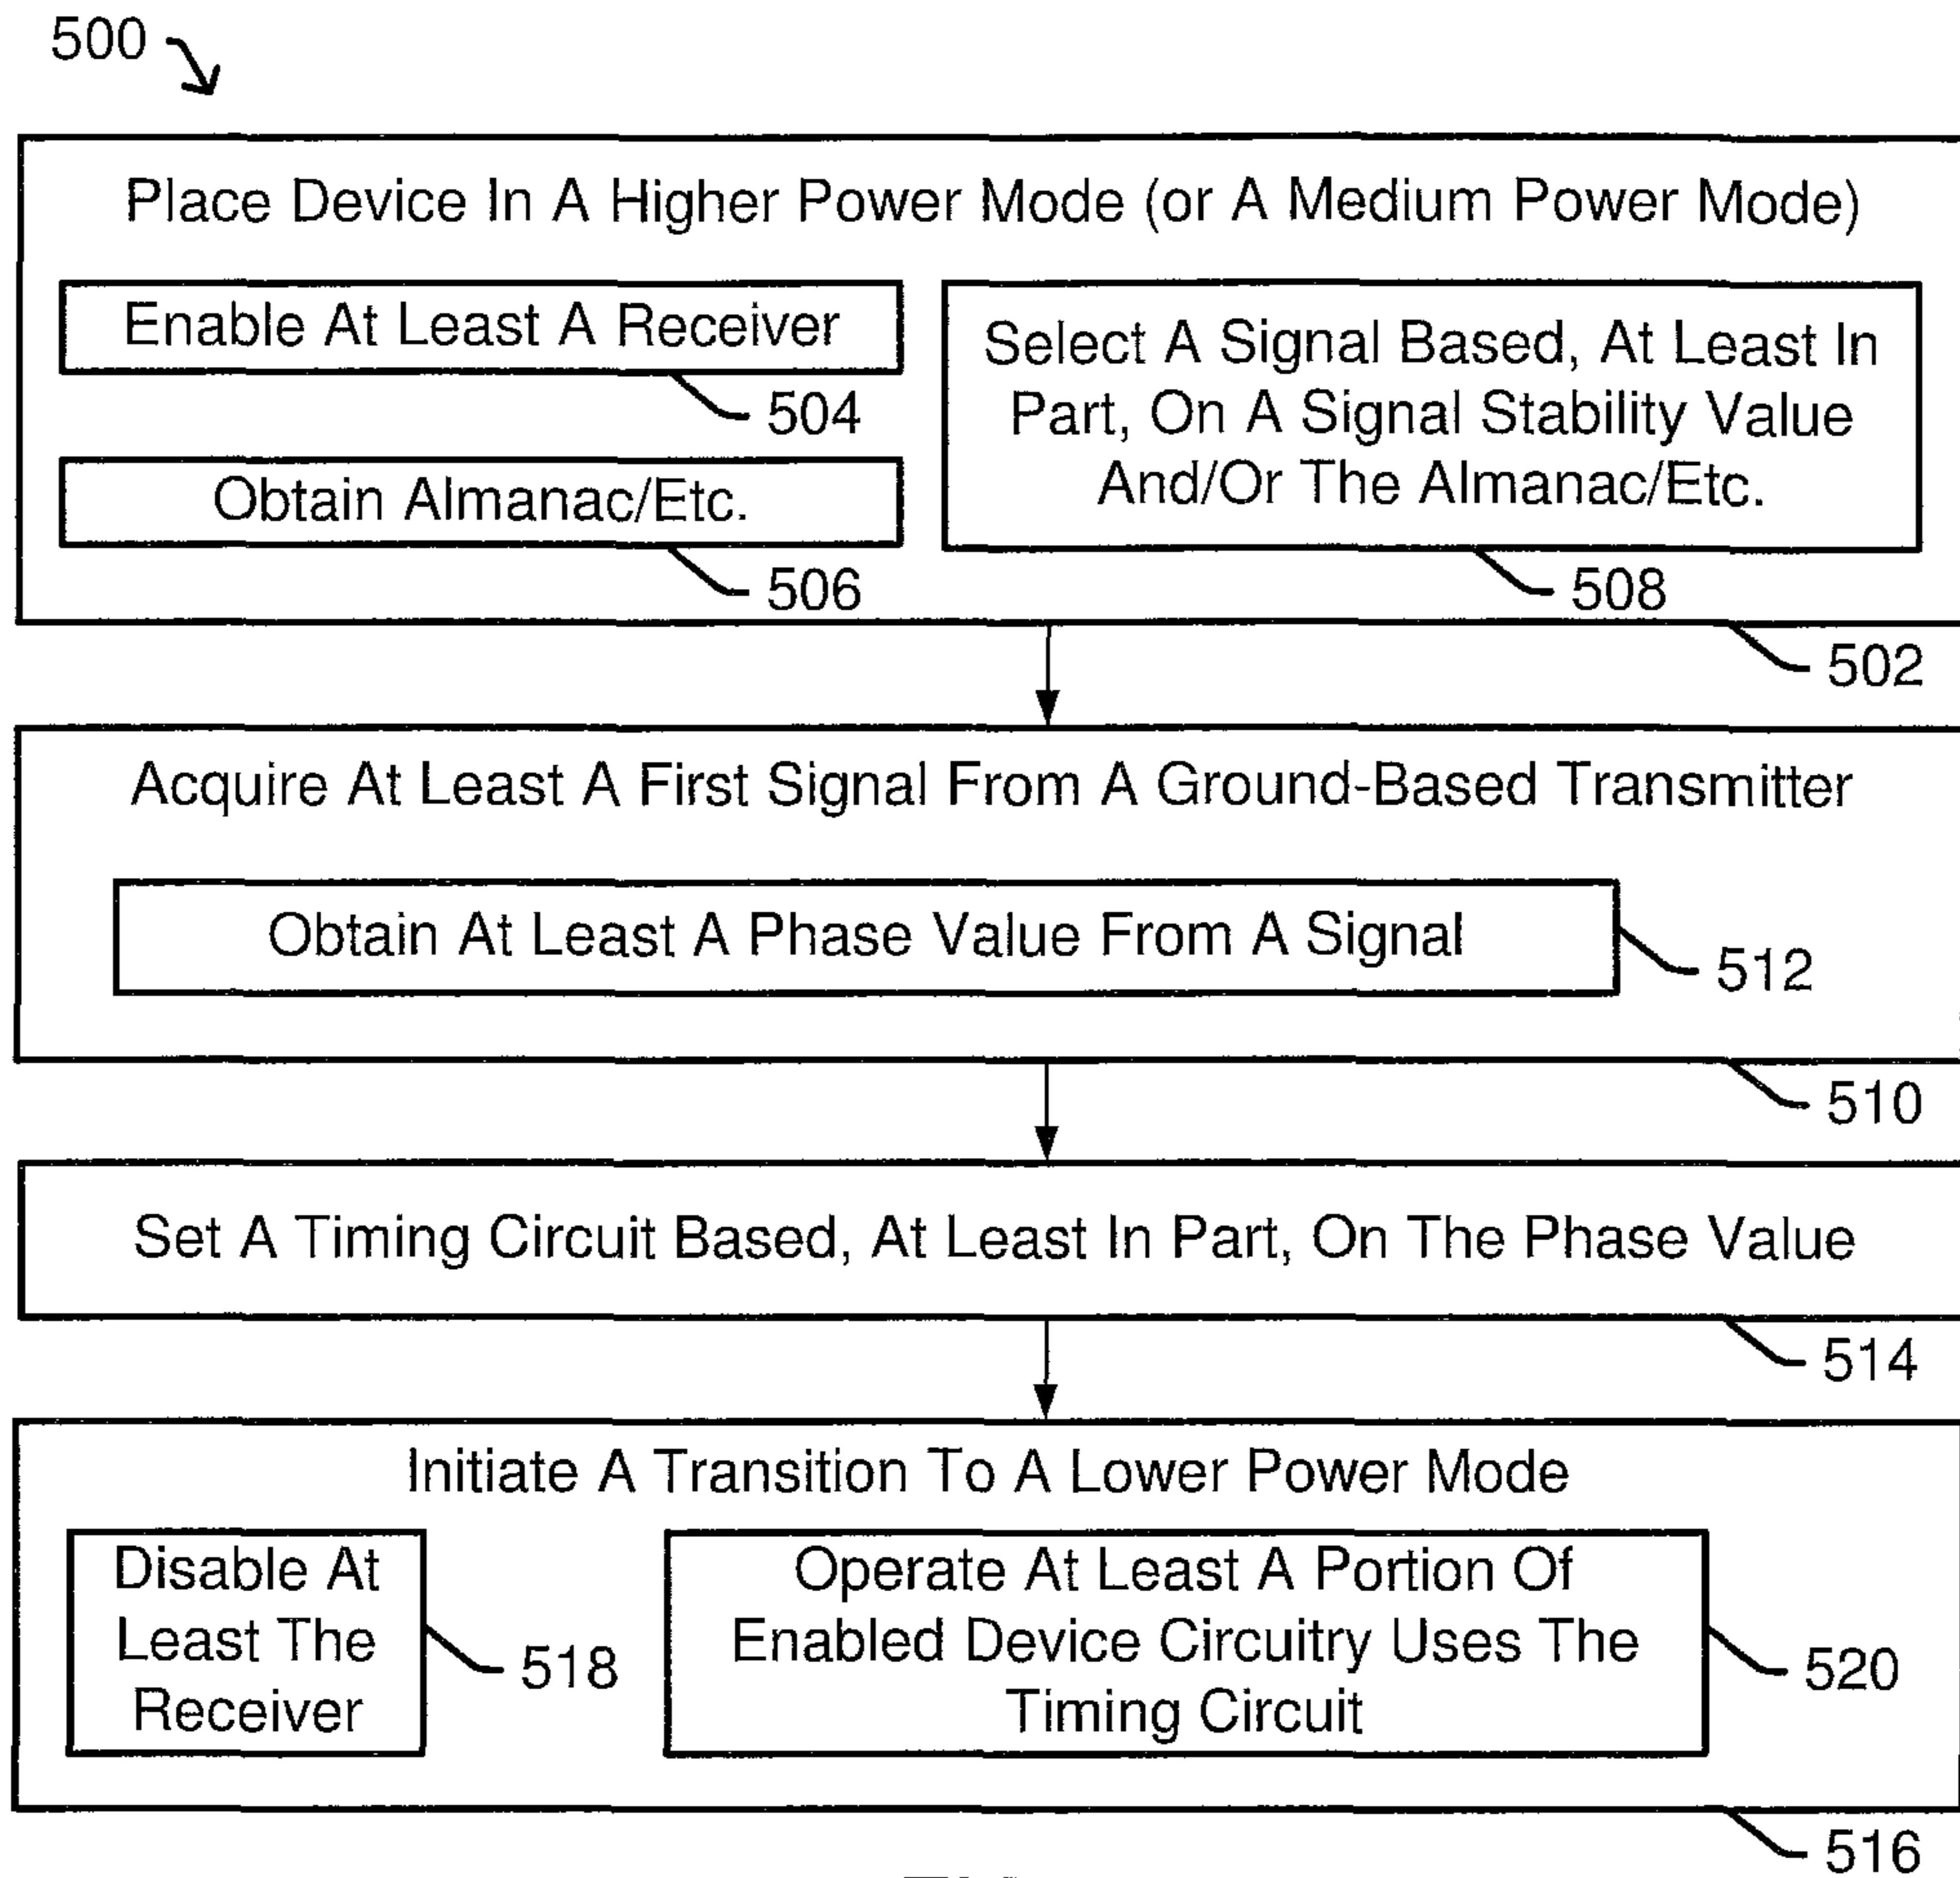 500
Place Device In A Higher Power Mode (or A Medium Power Mode)
Enable At Least A Receiver
504
Obtain Almanac/Etc.
506
Select A Signal Based, At Least In
Part, On A Signal Stability Value
And/Or The Almanac/Etc.
508
502
Acquire At Least A First Signal From A Ground-Based Transmitter
Obtain At Least A Phase Value From A Signal
512
510
Set A Timing Circuit Based, At Least In Part, On The Phase Value
514
Initiate A Transition To A Lower Power Mode
Disable At
Least The
Receiver
518
Operate At Least A Portion Of
Enabled Device Circuitry Uses The
Timing Circuit
520
516